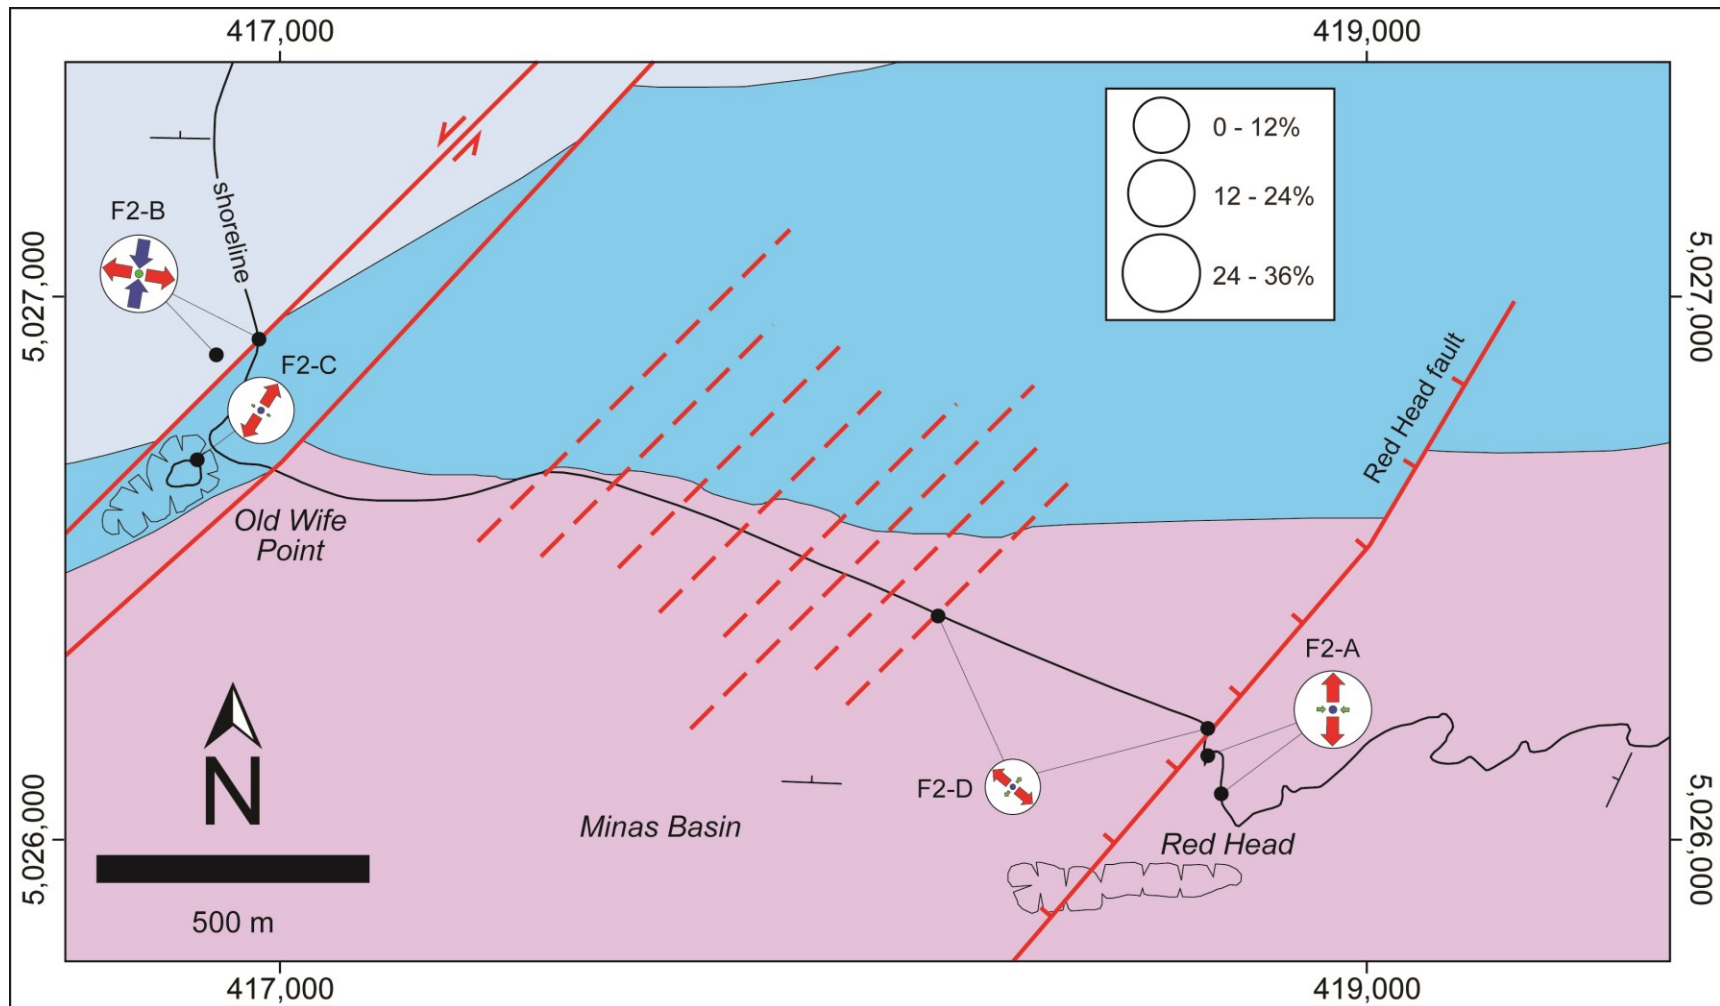 417,000
419,000
0 - 12%
12 - 24%
24 - 36%
shoreline
F2-B
5,027,000
5,027,000
F2-C
Red Head fault
Old Wife
Point
F2-A
N
F2-D
Minas Basin
Red Head
5,026,000
5,026,000
500 m
417,000
419,000